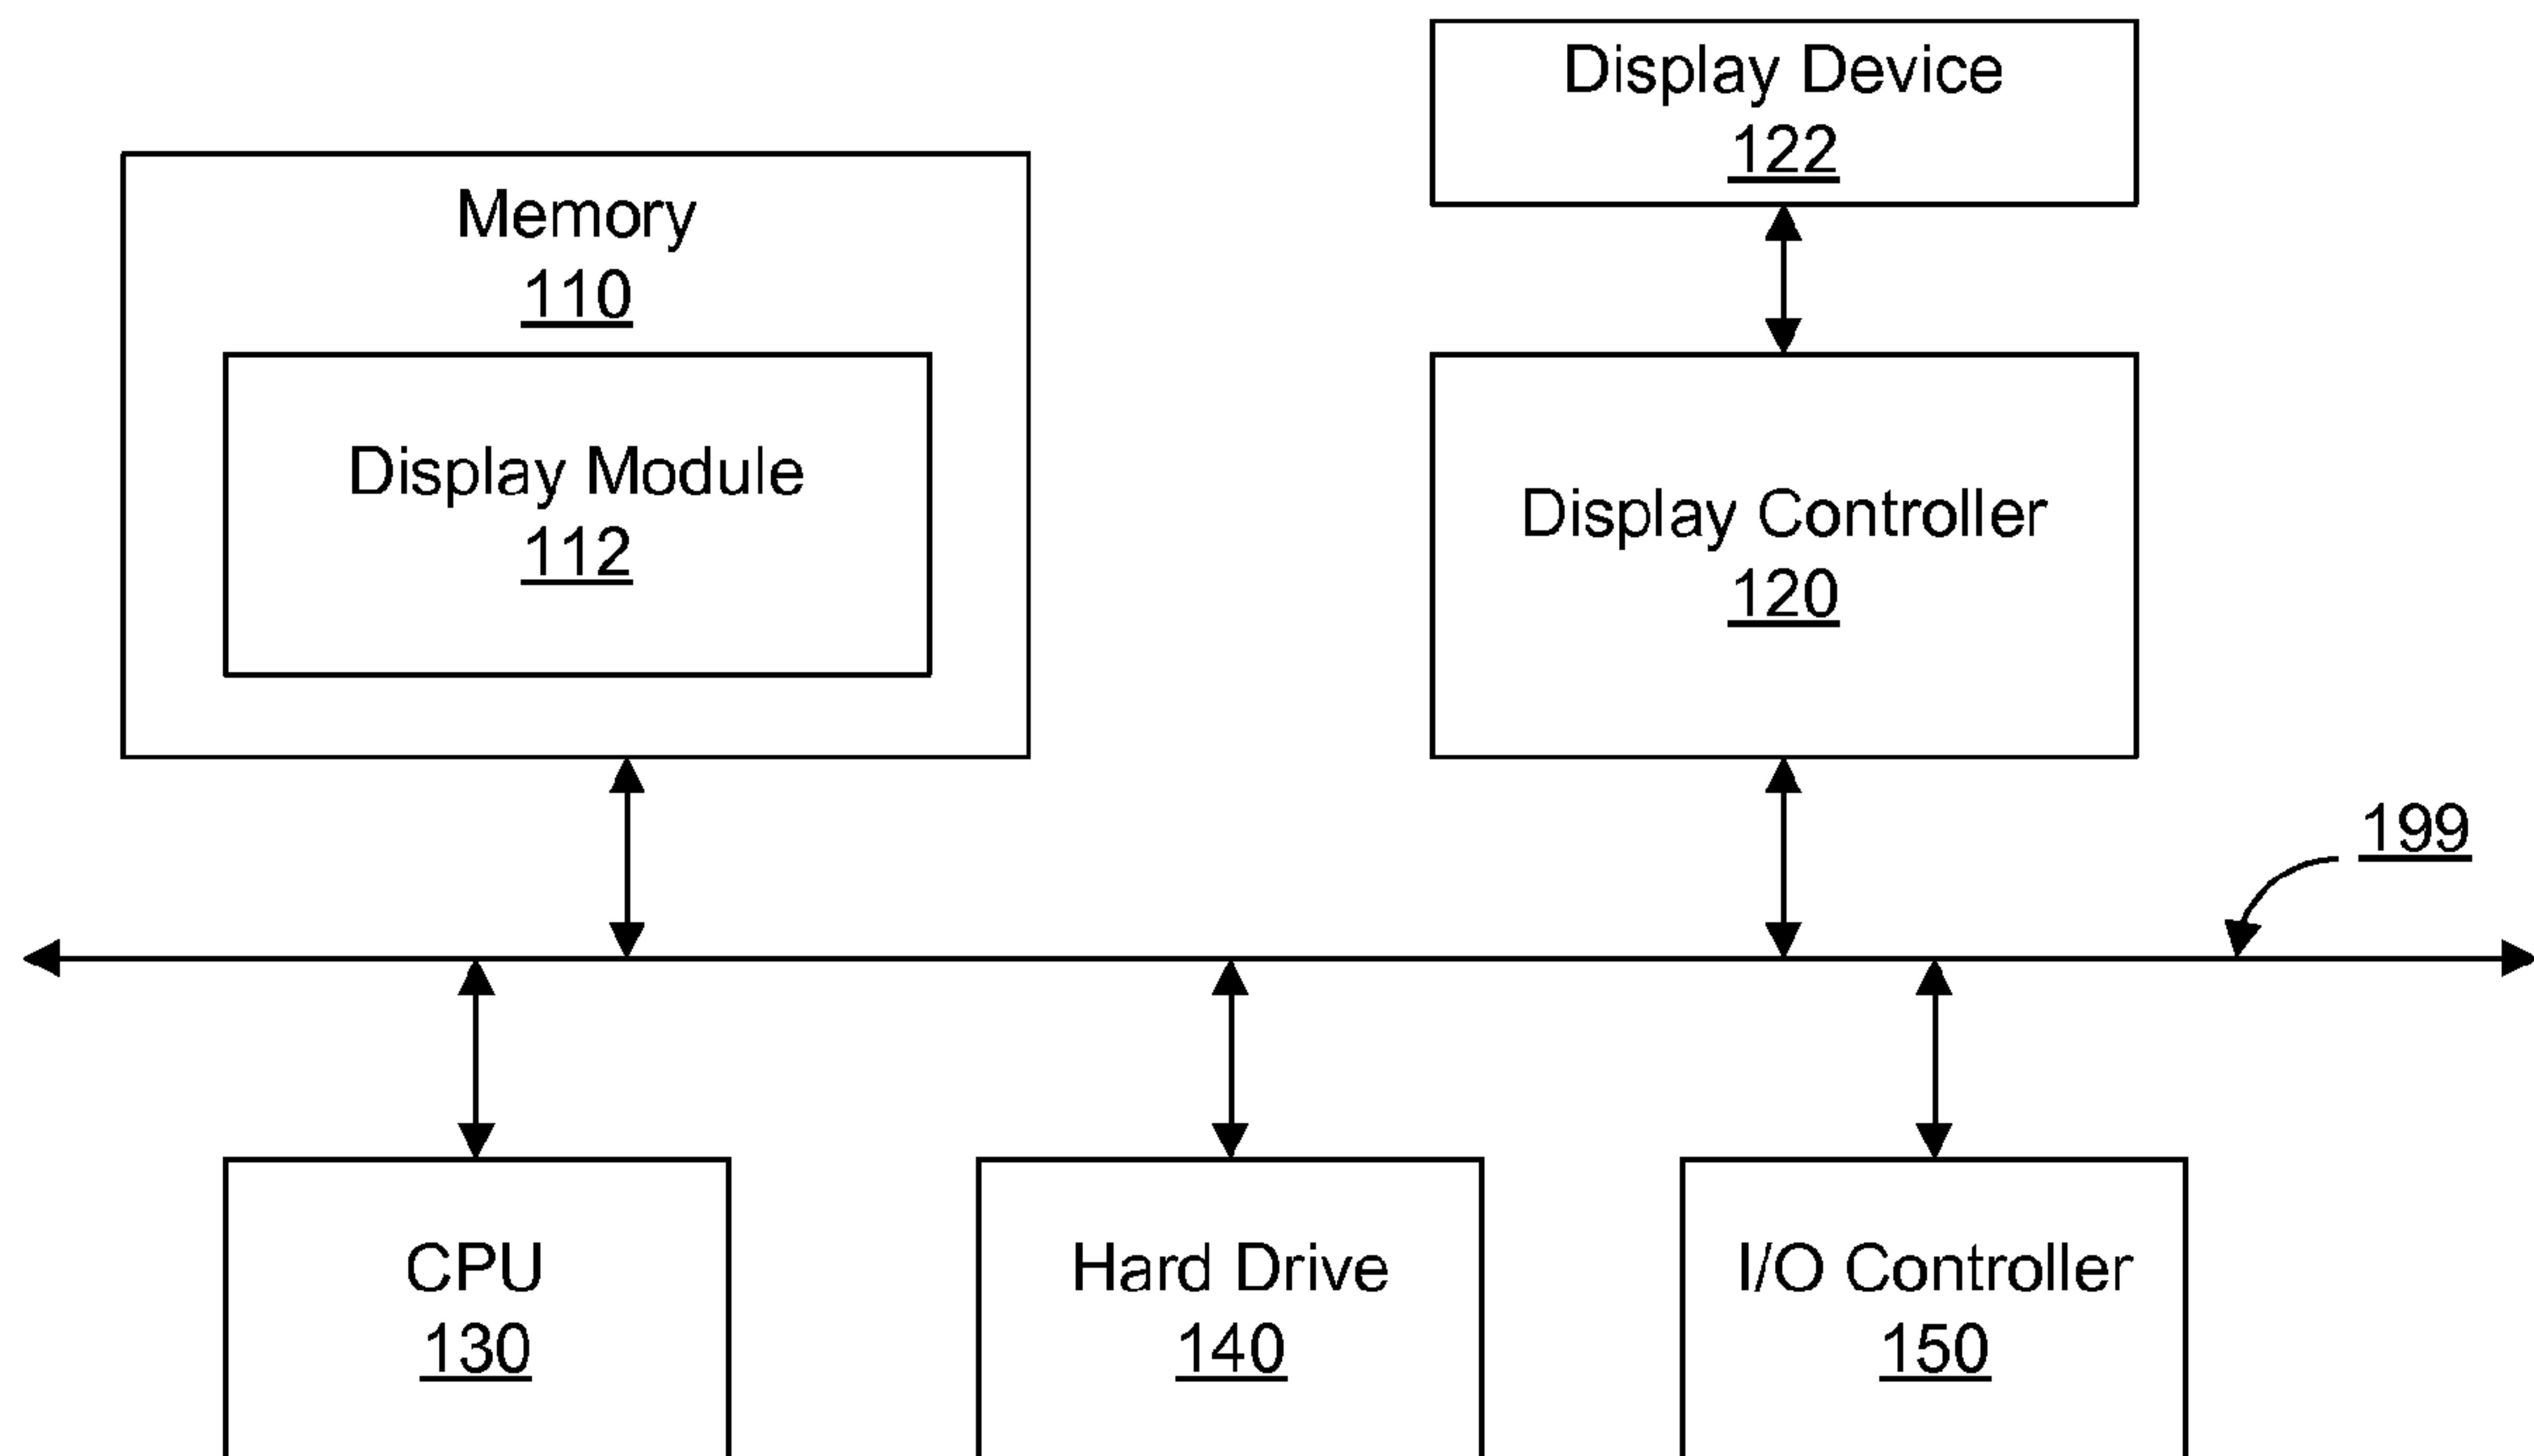 Display Device
122
Memory
110
Display Module
112
Display Controller
120
199
CPU
130
Hard Drive
140
I/O Controller
150